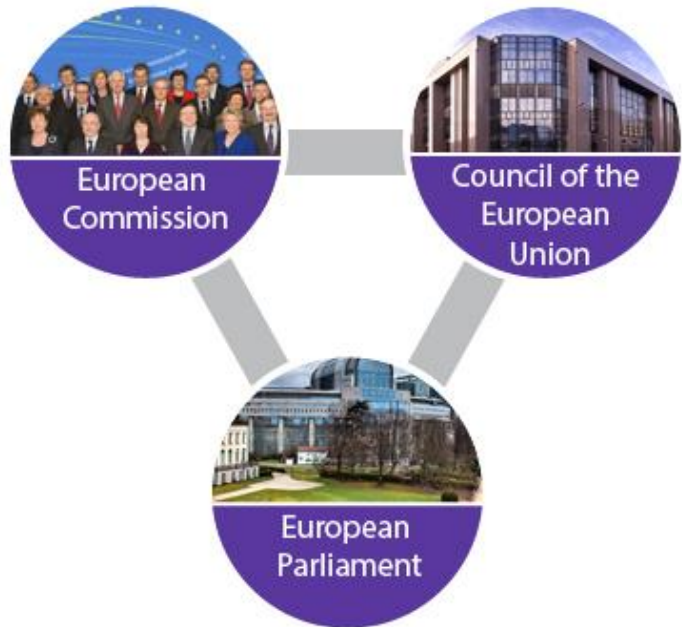 European
Commission
Council of the
European
Union
European
Parliament